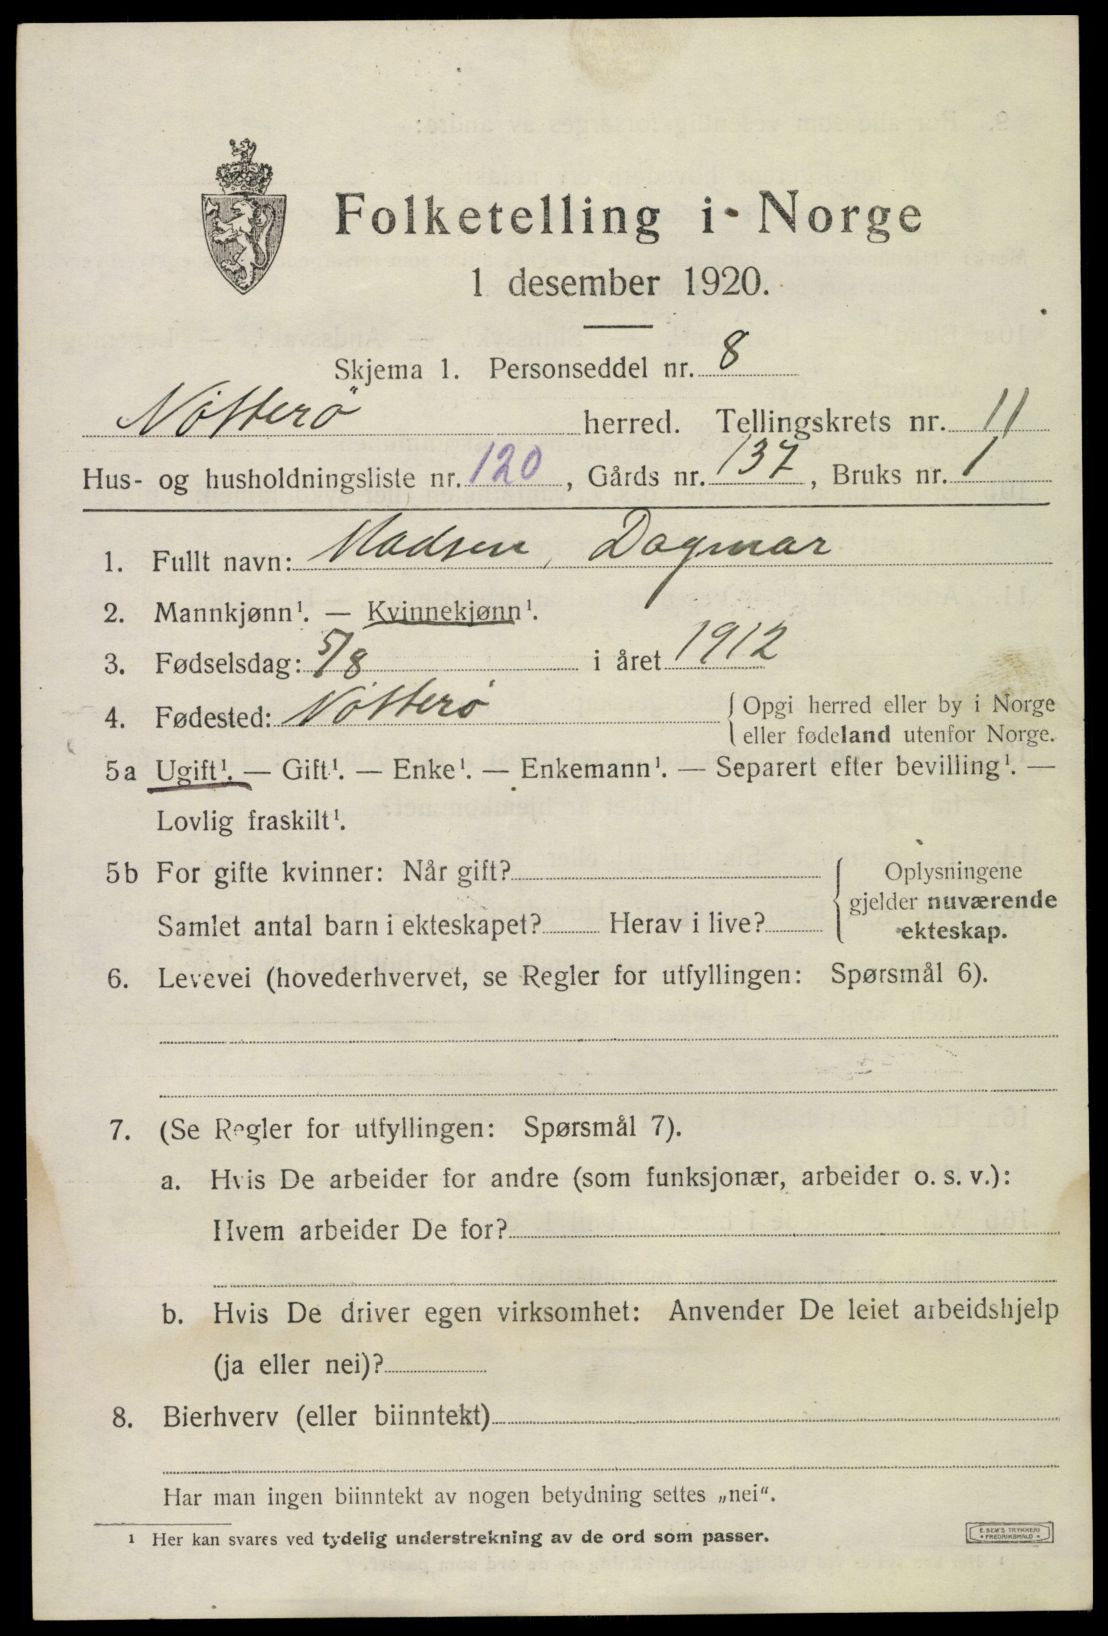 Folketelling i Norge
1 desember 1920.
Skjema 1. Personseddel nr. 8
Nötterö herred. Tellingskrets nr. 11
Hus- og husholdningsliste nr. 120, Gårds nr. 137, Bruks nr. 1
1. Fullt navn: Madsen, Dagmar
2. Mannkjønn¹. — Kvinnekjønn¹.
3. Fødselsdag: 5/8 i året 1912
4. Fødested: Nötterö { Opgi herred eller by i Norge
eller fødeland utenfor Norge.
5a Ugift¹. — Gift¹. — Enke¹. — Enkemann¹. — Separert efter bevilling¹. —
Lovlig fraskilt¹.
5b For gifte kvinner: Når gift?
Samlet antal barn i ekteskapet? Herav i live?
{ Oplysningene
gjelder nuværende
ekteskap.
6. Levevei (hovederhvervet, se Regler for utfyllingen: Spørsmål 6).
7. (Se Regler for utfyllingen: Spørsmål 7).
a. Hvis De arbeider for andre (som funksjonær, arbeider o. s. v.):
Hvem arbeider De for?
b. Hvis De driver egen virksomhet: Anvender De leiet arbeidshjelp
(ja eller nei)?
8. Bierhverv (eller biinntekt)
Har man ingen biinntekt av nogen betydning settes „nei“.
¹ Her kan svares ved tydelig understrekning av de ord som passer.
E. SEM'S TRYKKERI
• FREDRIKSHALD •